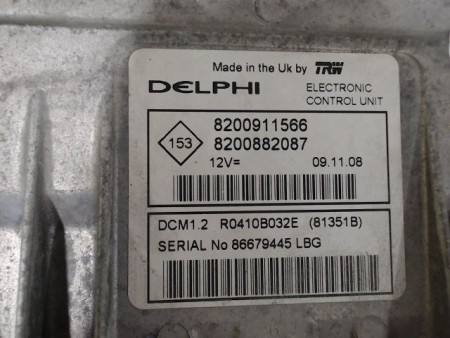 Made in the Uk by TRW
DELPHI ELECTRONIC
CONTROL UNIT
153
8200911566
8200882087
12V= 09.11.08
DCM1.2 R0410B032E (81351B)
SERIAL No 86679445 LBG